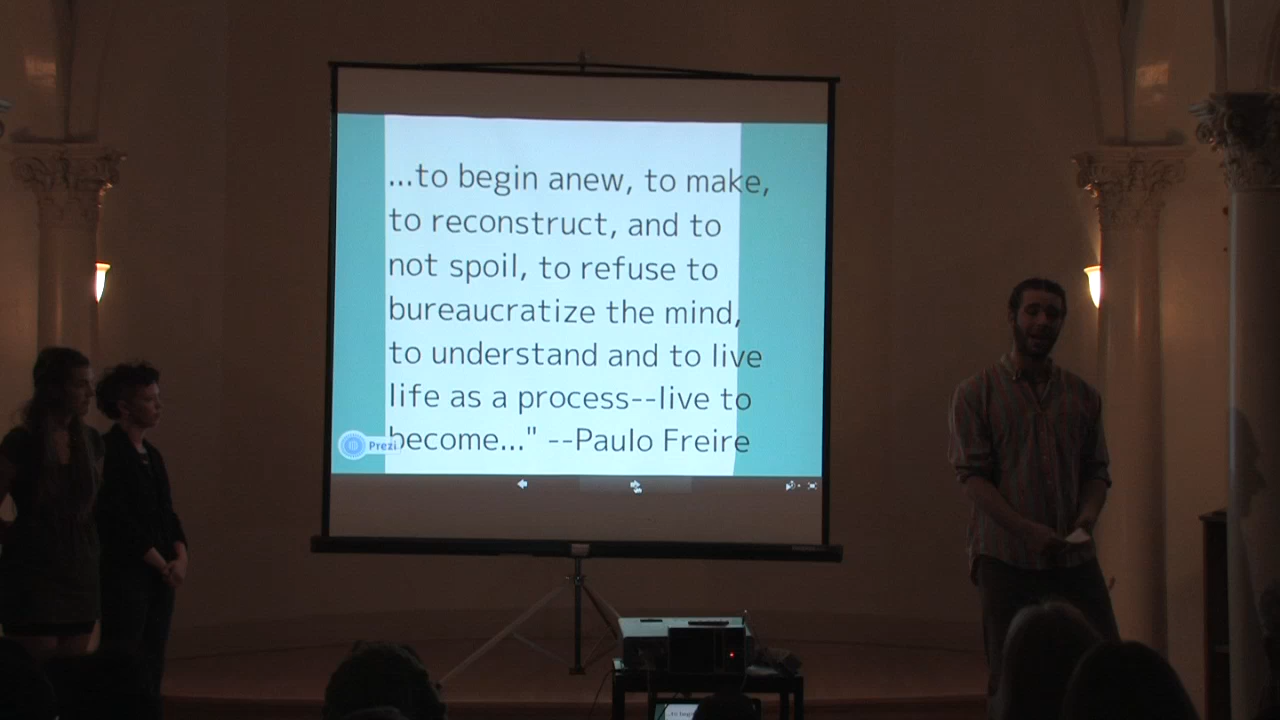 ...to begin anew, to make,
to reconstruct, and to
not spoil, to refuse to
bureaucratize the mind,
to understand and to live
life as a process--live to
become..." --Paulo Freire
Prezi